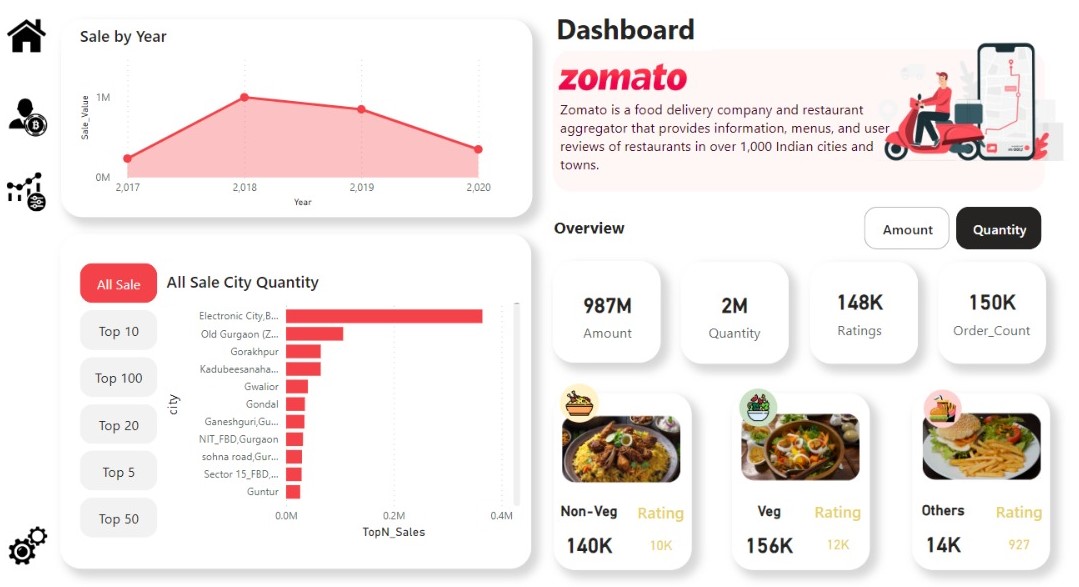 Sale by Year
Sale_Value
1M
0M
2,017
2,018
2,019
2,020
Year
Dashboard
zomato
Zomato is a food delivery company and restaurant
aggregator that provides information, menus, and user
reviews of restaurants in over 1,000 Indian cities and
towns.
Overview
Amount
Quantity
987M
Amount
2M
Quantity
148K
Ratings
150K
Order_Count
All Sale
Top 10
Top 100
Top 20
Top 5
Top 50
All Sale City Quantity
city
Electronic City,B...
Old Gurgaon (Z...
Gorakhpur
Kadubeesanaha...
Gwalior
Gondal
Ganeshguri,Gu...
NIT_FBD,Gurgaon
sohna road,Gur...
Sector 15_FBD,...
Guntur
0.0M
0.2M
0.4M
TopN_Sales
Non-Veg
Rating
140K
10K
Veg
Rating
156K
12K
Others
Rating
14K
927